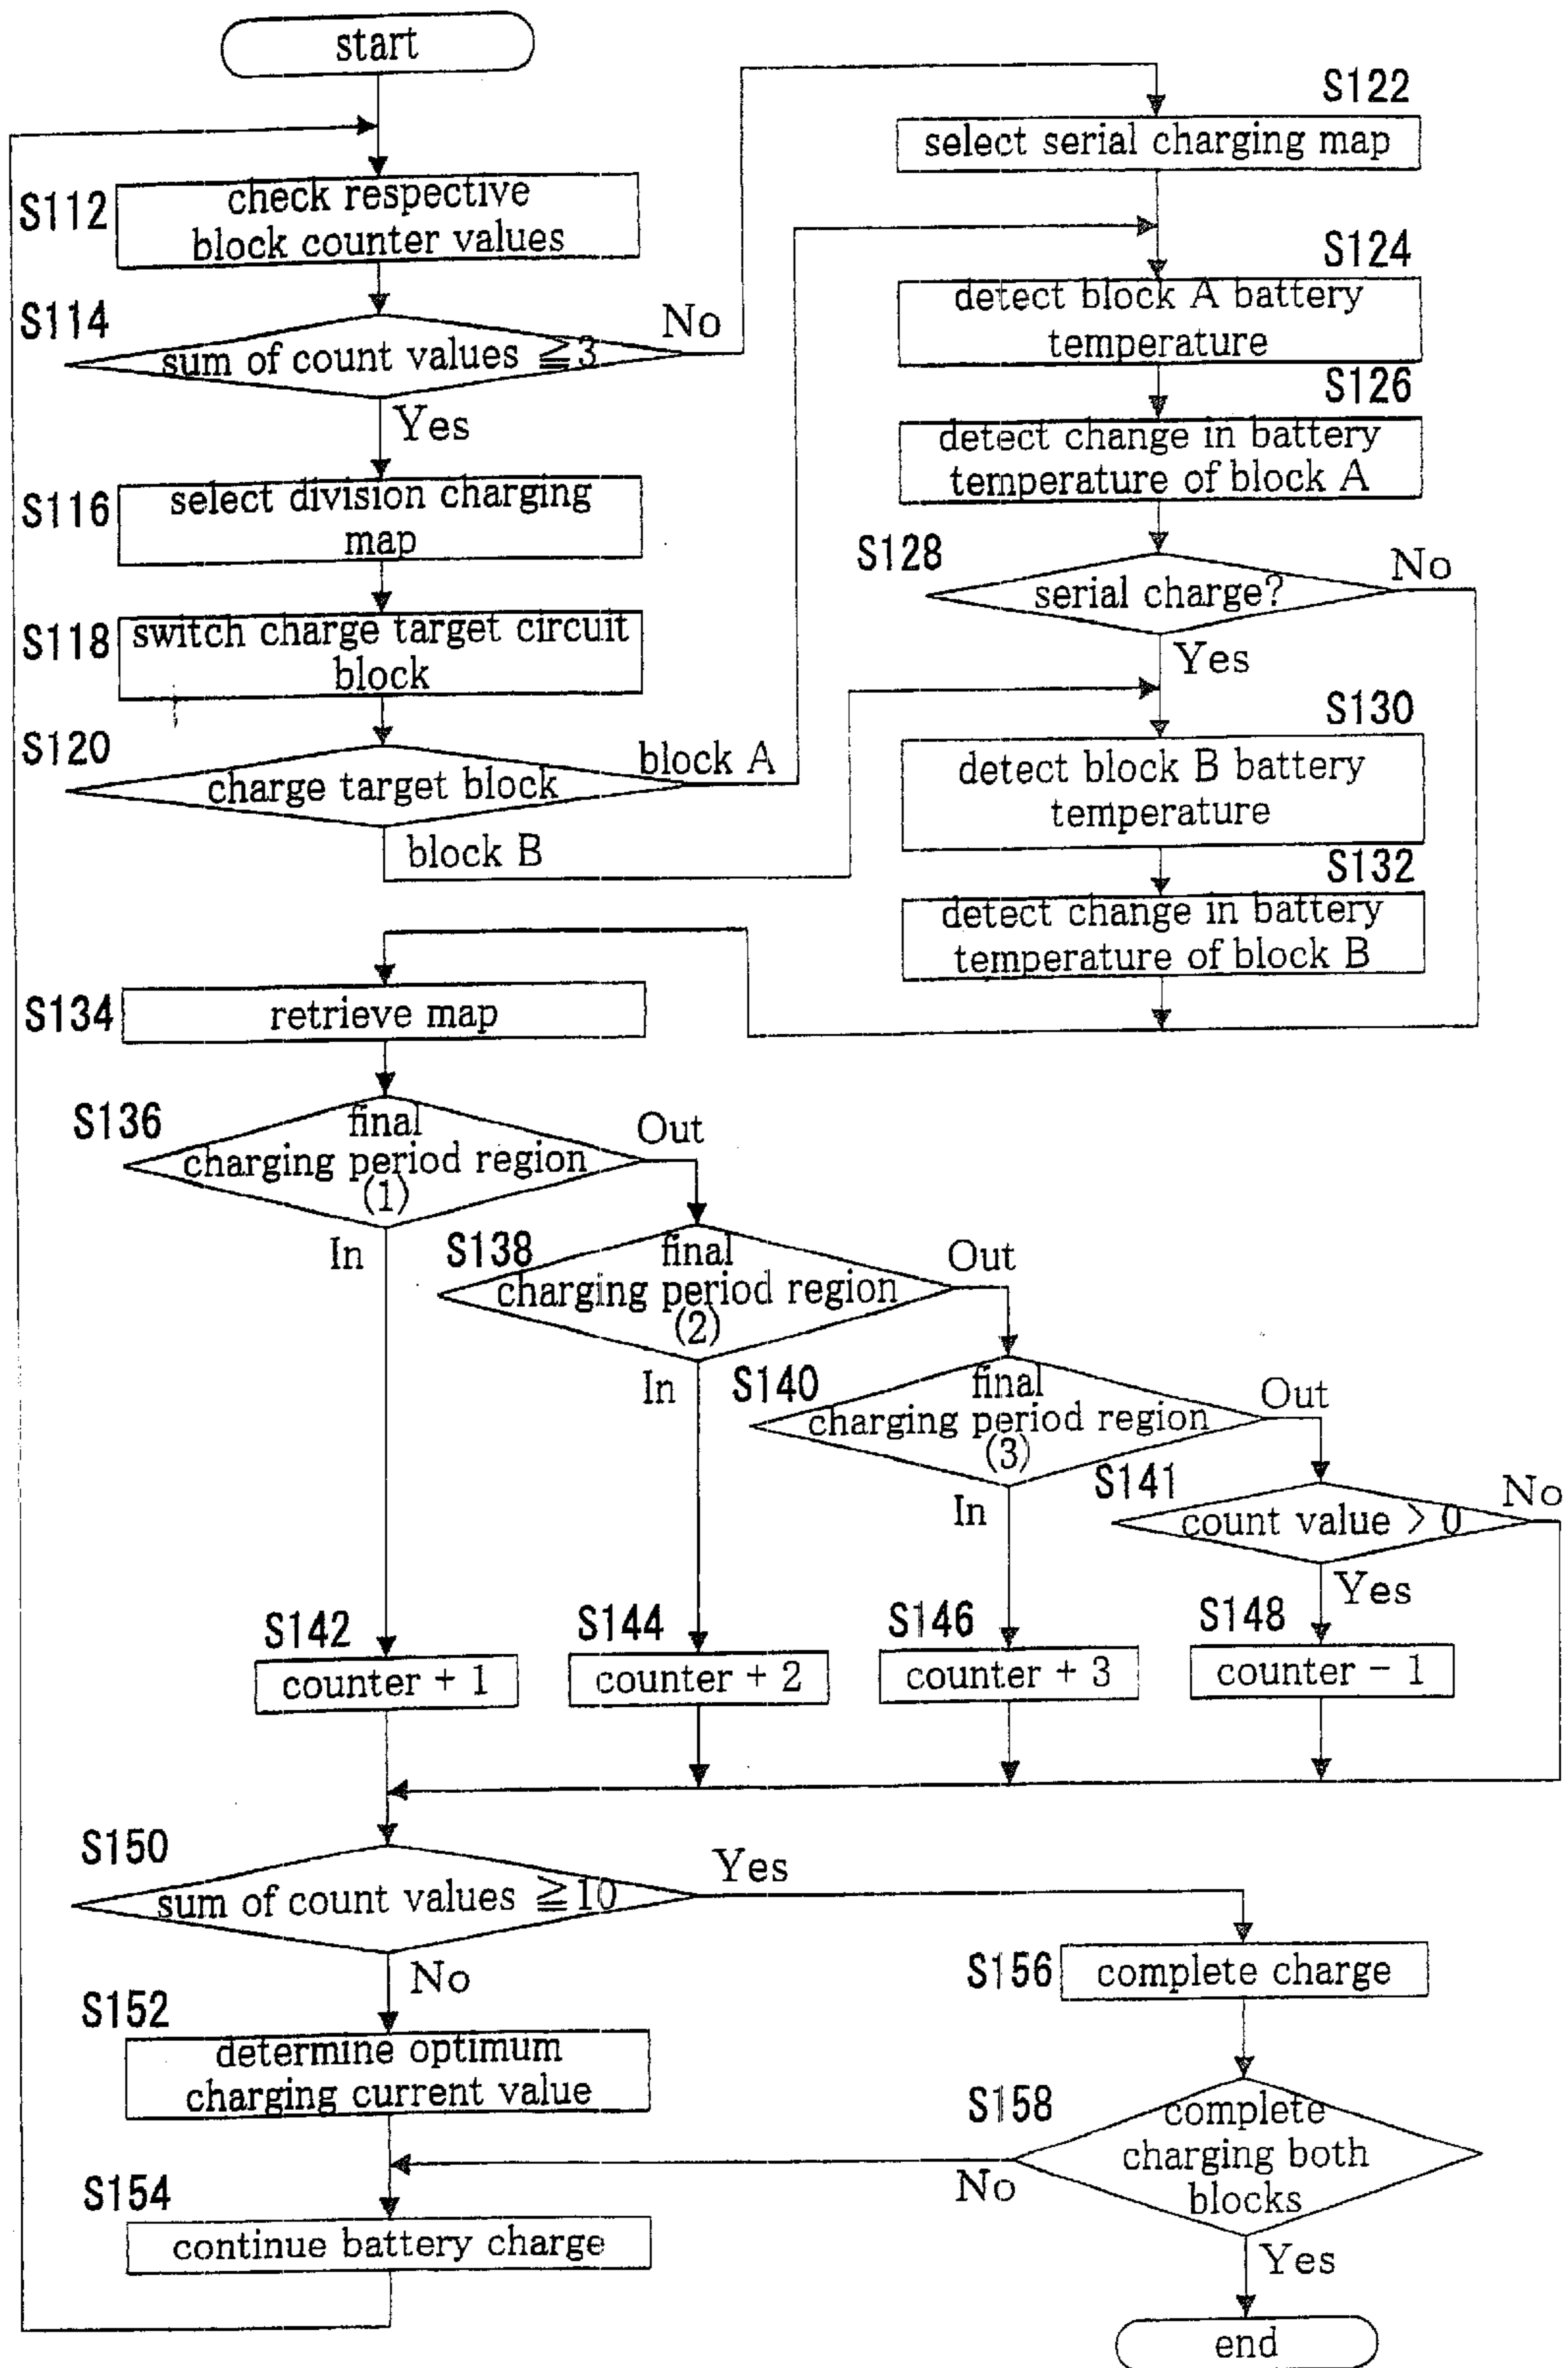 start
S112
check respective
block counter values
S114
sum of count values ≧3
No
Yes
S116
select division charging
map
S118
switch charge target circuit
block
S120
charge target block
block A
block B
S122
select serial charging map
S124
detect block A battery
temperature
S126
detect change in battery
temperature of block A
S128
serial charge?
No
Yes
S130
detect block B battery
temperature
S132
detect change in battery
temperature of block B
S134
retrieve map
S136
final
charging period region
(1)
Out
In
S138
final
charging period region
(2)
Out
In
S140
final
charging period region
(3)
Out
In
S141
count value > 0
No
Yes
S142
counter + 1
S144
counter + 2
S146
counter + 3
S148
counter − 1
S150
sum of count values ≧10
Yes
No
S152
determine optimum
charging current value
S154
continue battery charge
S156
complete charge
S158
complete
charging both
blocks
No
Yes
end